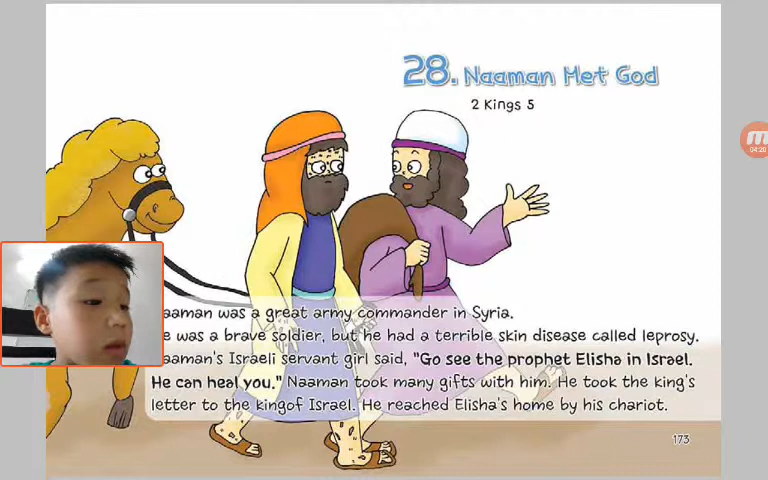 28. Naaman Met God
2 Kings 5
04:20
aaman was a great army commander in Syria.
e was a brave soldier, but he had a terrible skin disease called leprosy.
aaman's Israeli servant girl said, "Go see the prophet Elisha in Israel.
He can heal you." Naaman took many gifts with him. He took the king's
letter to the kingof Israel. He reached Elisha's home by his chariot.
173